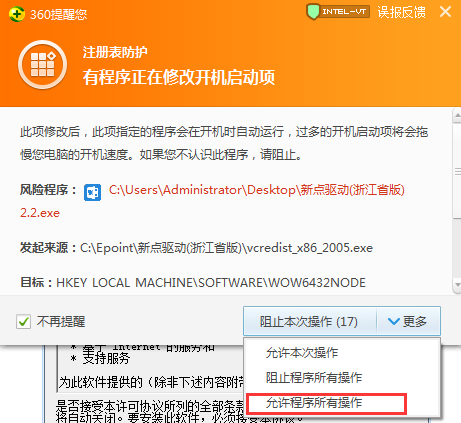 360提醒您
INTEL-VT 误报反馈
注册表防护
有程序正在修改开机启动项
此项修改后，此项指定的程序会在开机时自动运行，过多的开机启动项将会拖
慢您电脑的开机速度。如果您不认识此程序，请阻止。
风险程序： C:\Users\Administrator\Desktop\新点驱动(浙江省版)
2.2.exe
发起来源：C:\Epoint\新点驱动(浙江省版)\vcredist_x86_2005.exe
目标：HKEY_LOCAL_MACHINE\SOFTWARE\WOW6432NODE
不再提醒
阻止本次操作 (17)
更多
允许本次操作
阻止程序所有操作
允许程序所有操作
* 基于 Internet 的服务和
* 支持服务
为此软件提供的（除非下述内容附带
是否接受本许可协议所列的全部条款
将自动关闭。要安装此软件，必须接受本协议。